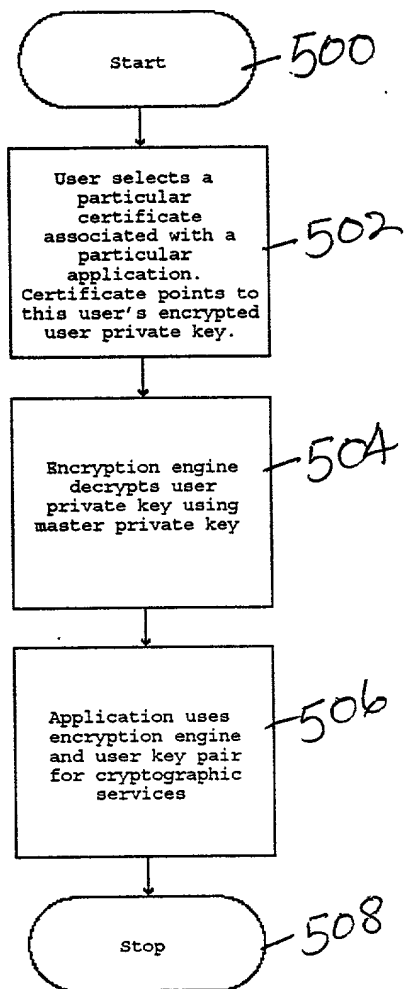 Start
500
User selects a
particular
certificate
associated with a
particular
application.
Certificate points to
this user's encrypted
user private key.
502
Encryption engine
decrypts user
private key using
master private key
504
Application uses
encryption engine
and user key pair
for cryptographic
services
506
Stop
508